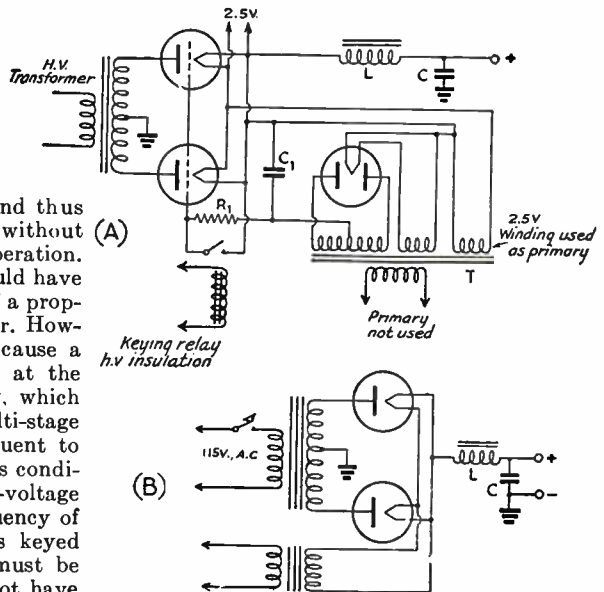 2.5V.
H.V.
Transformer
L
C
+
C1
R1
(A)
2.5V
Winding used
as primary
T
Primary
not used
Keying relay
h.v insulation
nd thus
without
peration.
uld have
a prop-
r. How-
cause a
at the
which
lti-stage
uent to
s condi-
-voltage
uency of
s keyed
must be
ot have
(B)
115V., A.C
L
C
+
-